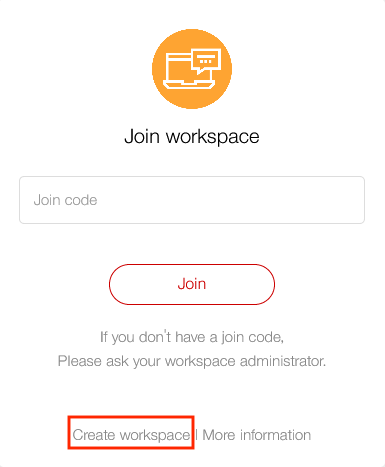 Join workspace
Join code
Join
If you don't have a join code,
Please ask your workspace administrator.
Create workspace | More information